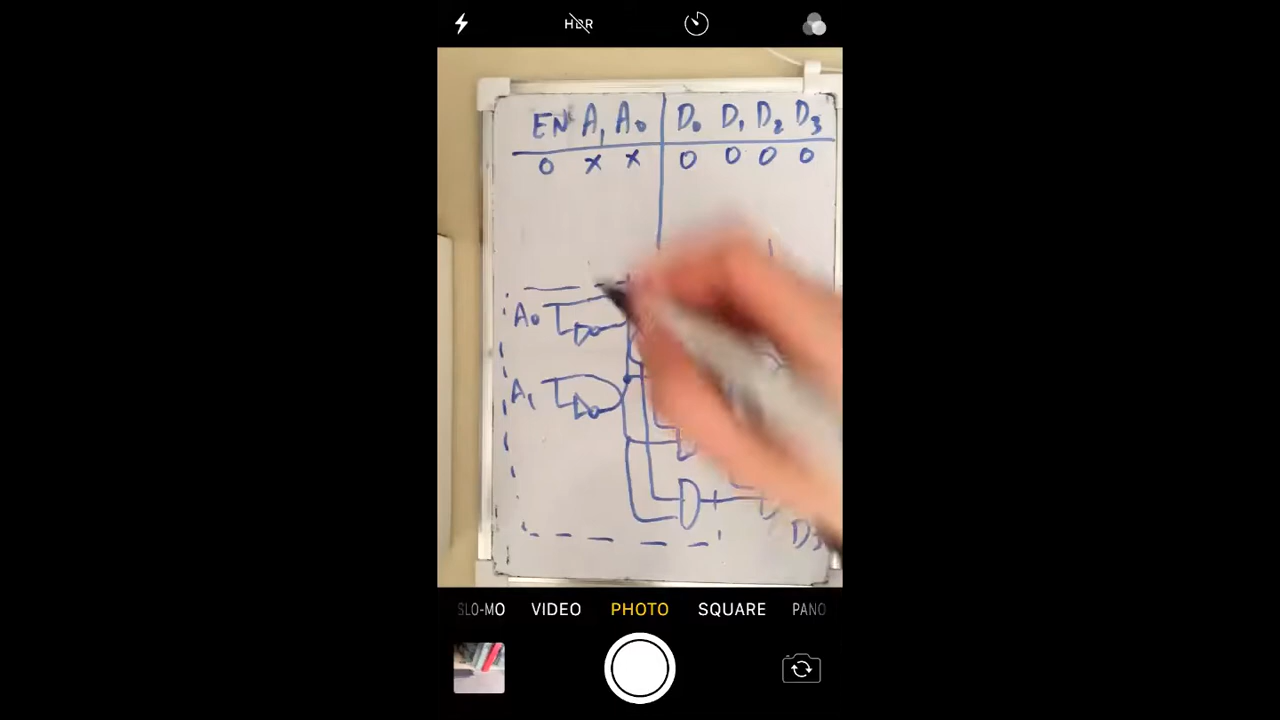 HDR
EN A₁ A₀ D₀ D₁ D₂ D₃
0 x x 0 0 0 0
A₀
A₁
D₃
SLO-MO VIDEO PHOTO SQUARE PANO